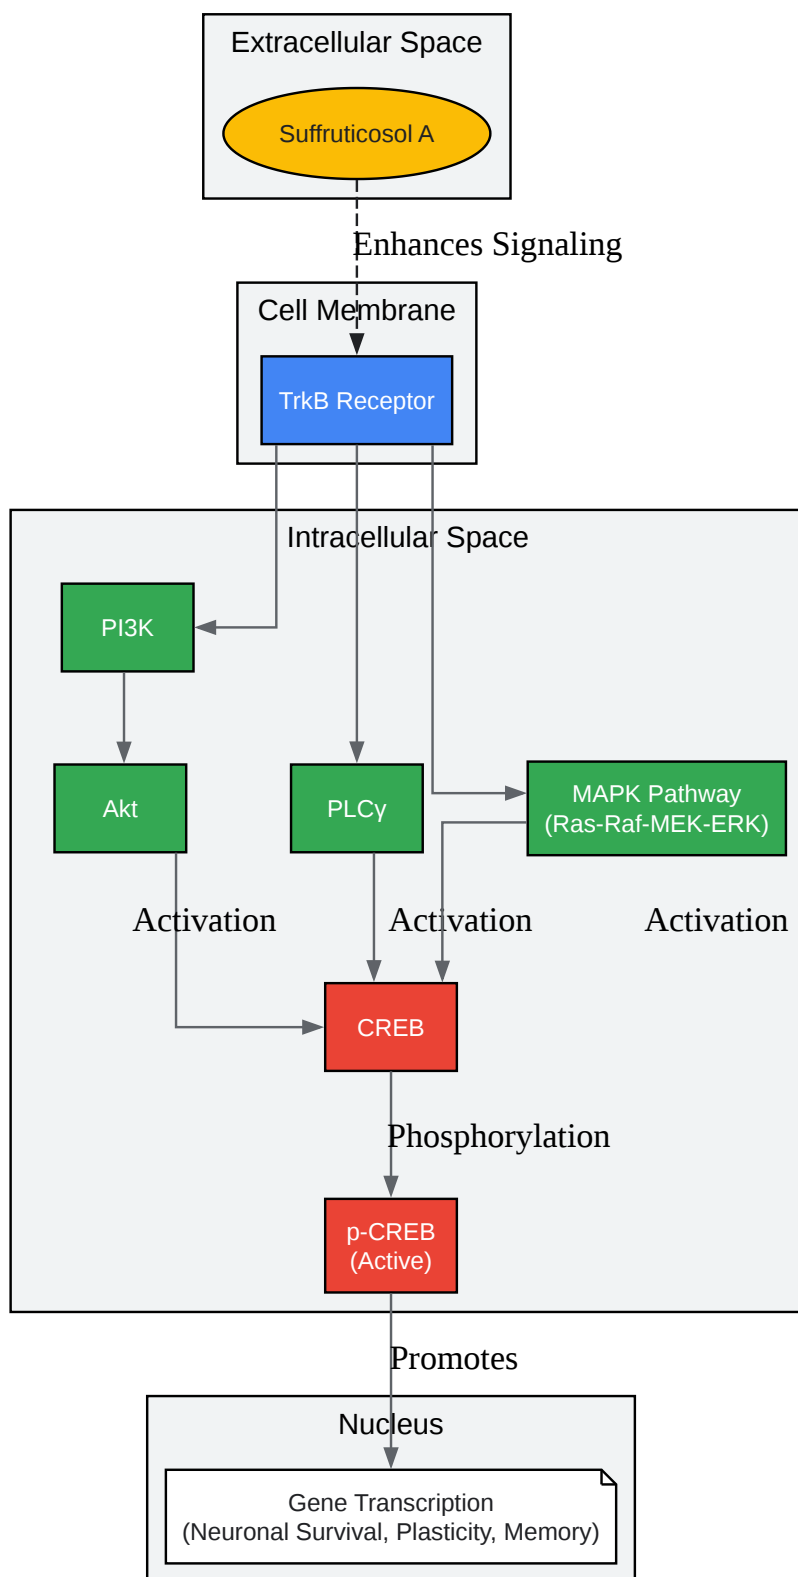 Extracellular Space
Suffruticosol A
Enhances Signaling
Cell Membrane
TrkB Receptor
Intracellular Space
PI3K
Akt
PLCγ
MAPK Pathway
(Ras-Raf-MEK-ERK)
Activation
Activation
Activation
CREB
Phosphorylation
p-CREB
(Active)
Promotes
Nucleus
Gene Transcription
(Neuronal Survival, Plasticity, Memory)